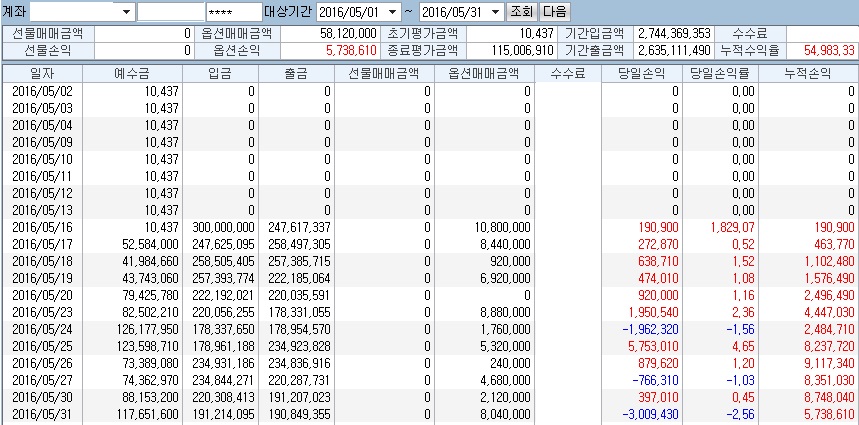 계좌 **** 대상기간 2016/05/01 ~ 2016/05/31 조회 다음
선물매매금액 0 옵션매매금액 58,120,000 초기평가금액 10,437 기간입금액 2,744,369,353 수수료
선물손익 0 옵션손익 5,738,610 종료평가금액 115,006,910 기간출금액 2,635,111,490 누적수익율 54,983,33
일자 예수금 입금 출금 선물매매금액 옵션매매금액 수수료 당일손익 당일손익률 누적손익
2016/05/02 10,437 0 0 0 0 0 0,00 0
2016/05/03 10,437 0 0 0 0 0 0,00 0
2016/05/04 10,437 0 0 0 0 0 0,00 0
2016/05/09 10,437 0 0 0 0 0 0,00 0
2016/05/10 10,437 0 0 0 0 0 0,00 0
2016/05/11 10,437 0 0 0 0 0 0,00 0
2016/05/12 10,437 0 0 0 0 0 0,00 0
2016/05/13 10,437 0 0 0 0 0 0,00 0
2016/05/16 10,437 300,000,000 247,617,337 0 10,800,000 190,900 1,829,07 190,900
2016/05/17 52,584,000 247,625,095 258,497,305 0 8,440,000 272,870 0,52 463,770
2016/05/18 41,984,660 258,505,405 257,385,715 0 920,000 638,710 1,52 1,102,480
2016/05/19 43,743,060 257,393,774 222,185,064 0 6,920,000 474,010 1,08 1,576,490
2016/05/20 79,425,780 222,192,021 220,035,591 0 0 920,000 1,16 2,496,490
2016/05/23 82,502,210 220,056,255 178,331,055 0 8,880,000 1,950,540 2,36 4,447,030
2016/05/24 126,177,950 178,337,650 178,954,570 0 1,760,000 -1,962,320 -1,56 2,484,710
2016/05/25 123,598,710 178,961,188 234,923,828 0 5,320,000 5,753,010 4,65 8,237,720
2016/05/26 73,389,080 234,931,186 234,836,916 0 240,000 879,620 1,20 9,117,340
2016/05/27 74,362,970 234,844,271 220,287,731 0 4,680,000 -766,310 -1,03 8,351,030
2016/05/30 88,153,200 220,308,413 191,207,023 0 2,120,000 397,010 0,45 8,748,040
2016/05/31 117,651,600 191,214,095 190,849,355 0 8,040,000 -3,009,430 -2,56 5,738,610